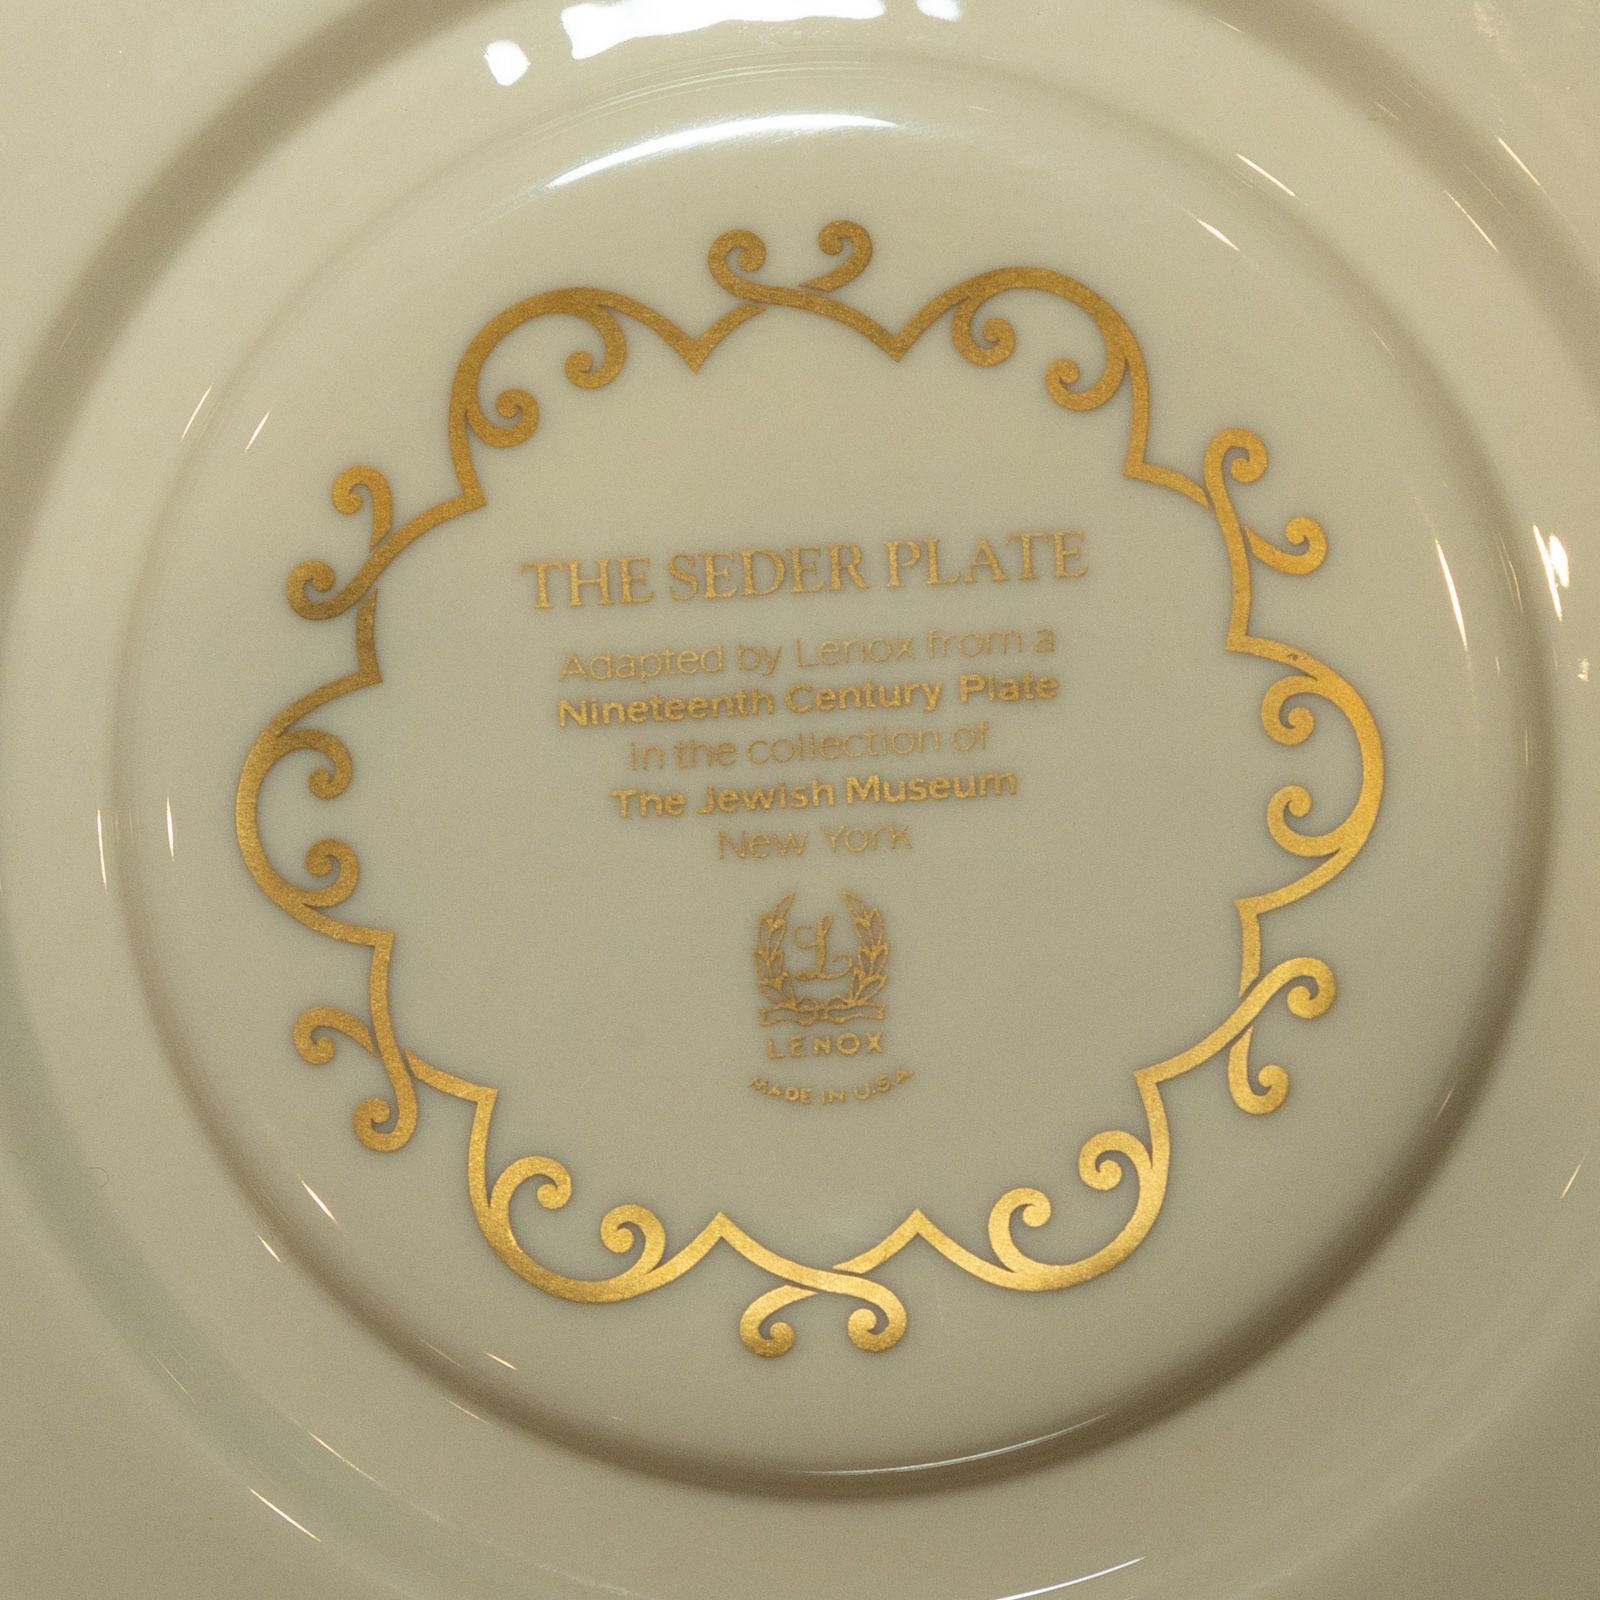 THE SEDER PLATE
Adapted by Lenox from a
Nineteenth Century Plate
in the collection of
The Jewish Museum
New York
L
LENOX
MADE IN U.S.A.